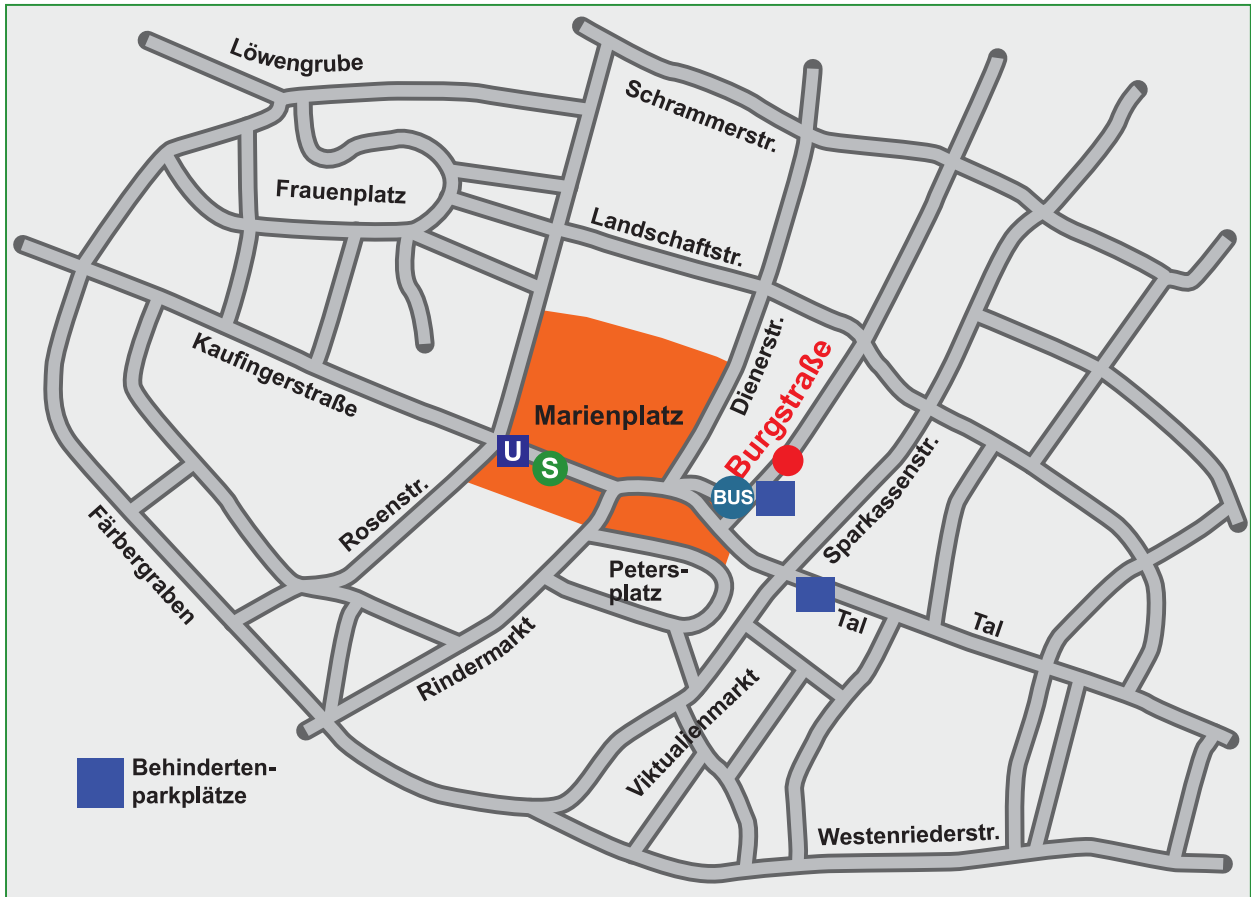 Löwengrube
Schrammerstr.
Frauenplatz
Landschaftstr.
Kaufingerstraße
Marienplatz
Dienerstr.
Burgstraße
U
S
BUS
Rosenstr.
Sparkassenstr.
Färbergraben
Peters-
platz
Tal
Tal
Rindermarkt
Viktualienmarkt
Behinderten-
parkplätze
Westenriederstr.